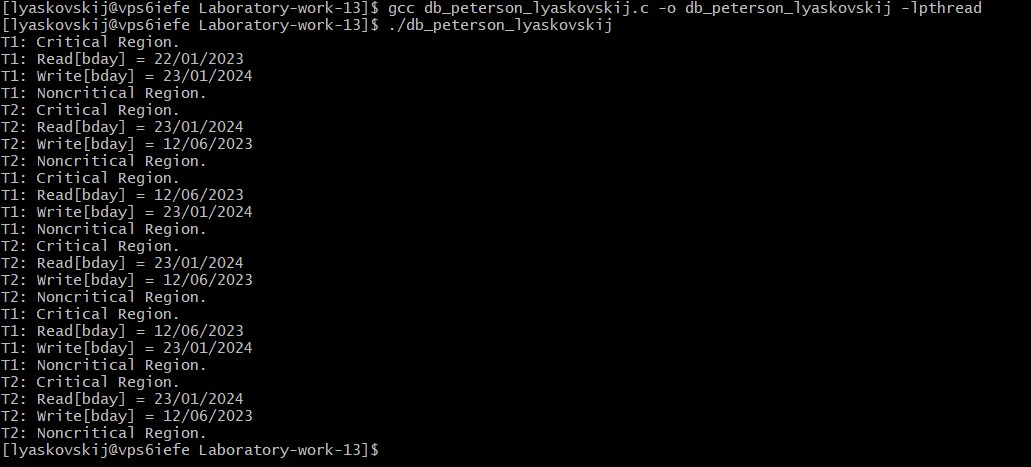 [lyaskovskij@vps6iefe Laboratory-work-13]$ gcc db_peterson_lyaskovskij.c -o db_peterson_lyaskovskij -lpthread
[lyaskovskij@vps6iefe Laboratory-work-13]$ ./db_peterson_lyaskovskij
T1: Critical Region.
T1: Read[bday] = 22/01/2023
T1: Write[bday] = 23/01/2024
T1: Noncritical Region.
T2: Critical Region.
T2: Read[bday] = 23/01/2024
T2: Write[bday] = 12/06/2023
T2: Noncritical Region.
T1: Critical Region.
T1: Read[bday] = 12/06/2023
T1: Write[bday] = 23/01/2024
T1: Noncritical Region.
T2: Critical Region.
T2: Read[bday] = 23/01/2024
T2: Write[bday] = 12/06/2023
T2: Noncritical Region.
T1: Critical Region.
T1: Read[bday] = 12/06/2023
T1: Write[bday] = 23/01/2024
T1: Noncritical Region.
T2: Critical Region.
T2: Read[bday] = 23/01/2024
T2: Write[bday] = 12/06/2023
T2: Noncritical Region.
[lyaskovskij@vps6iefe Laboratory-work-13]$